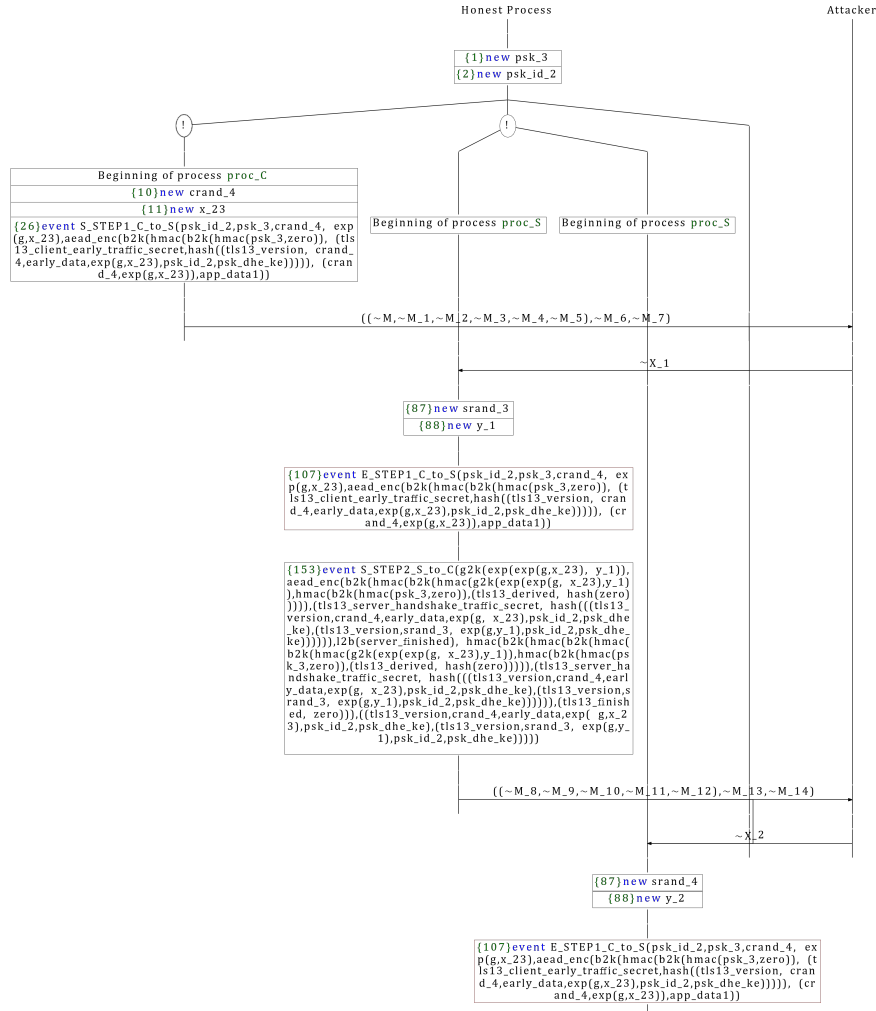 Honest Process
Attacker
{1}new psk_3
{2}new psk_id_2
!
!
Beginning of process proc_C
{10}new crand_4
{11}new x_23
{26}event S_STEP1_C_to_S(psk_id_2,psk_3,crand_4, exp
(g,x_23),aead_enc(b2k(hmac(b2k(hmac(psk_3,zero)), (tls
13_client_early_traffic_secret,hash((tls13_version, crand_
4,early_data,exp(g,x_23),psk_id_2,psk_dhe_ke))))), (cran
d_4,exp(g,x_23)),app_data1))
Beginning of process proc_S
Beginning of process proc_S
((~M,~M_1,~M_2,~M_3,~M_4,~M_5),~M_6,~M_7)
~X_1
{87}new srand_3
{88}new y_1
{107}event E_STEP1_C_to_S(psk_id_2,psk_3,crand_4, ex
p(g,x_23),aead_enc(b2k(hmac(b2k(hmac(psk_3,zero)), (t
ls13_client_early_traffic_secret,hash((tls13_version, cran
d_4,early_data,exp(g,x_23),psk_id_2,psk_dhe_ke))))), (cr
and_4,exp(g,x_23)),app_data1))
{153}event S_STEP2_S_to_C(g2k(exp(exp(g,x_23), y_1)),
aead_enc(b2k(hmac(b2k(hmac(g2k(exp(exp(g, x_23),y_1)
),hmac(b2k(hmac(psk_3,zero)),(tls13_derived, hash(zero)
)))),(tls13_server_handshake_traffic_secret, hash(((tls13_
version,crand_4,early_data,exp(g, x_23),psk_id_2,psk_dhe
_ke),(tls13_version,srand_3, exp(g,y_1),psk_id_2,psk_dhe_
ke)))))),l2b(server_finished), hmac(b2k(hmac(b2k(hmac(
b2k(hmac(g2k(exp(exp(g, x_23),y_1)),hmac(b2k(hmac(ps
k_3,zero)),(tls13_derived, hash(zero))))),(tls13_server_ha
ndshake_traffic_secret, hash(((tls13_version,crand_4,earl
y_data,exp(g, x_23),psk_id_2,psk_dhe_ke),(tls13_version,s
rand_3, exp(g,y_1),psk_id_2,psk_dhe_ke)))))),(tls13_finish
ed, zero))),((tls13_version,crand_4,early_data,exp( g,x_2
3),psk_id_2,psk_dhe_ke),(tls13_version,srand_3, exp(g,y_
1),psk_id_2,psk_dhe_ke)))))
((~M_8,~M_9,~M_10,~M_11,~M_12),~M_13,~M_14)
~X_2
{87}new srand_4
{88}new y_2
{107}event E_STEP1_C_to_S(psk_id_2,psk_3,crand_4, ex
p(g,x_23),aead_enc(b2k(hmac(b2k(hmac(psk_3,zero)), (t
ls13_client_early_traffic_secret,hash((tls13_version, cran
d_4,early_data,exp(g,x_23),psk_id_2,psk_dhe_ke))))), (cr
and_4,exp(g,x_23)),app_data1))